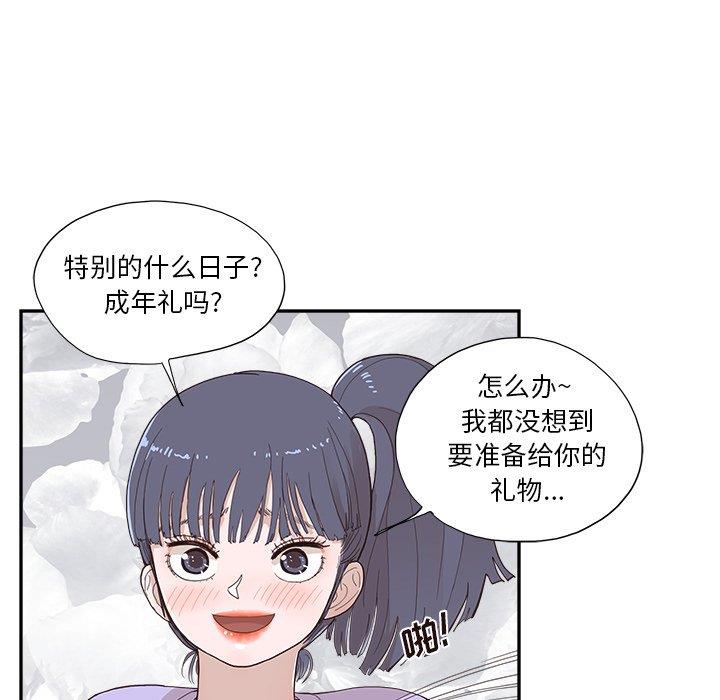 特别的什么日子?
成年礼吗?
怎么办~
我都没想到
要准备给你的
礼物...
啪!